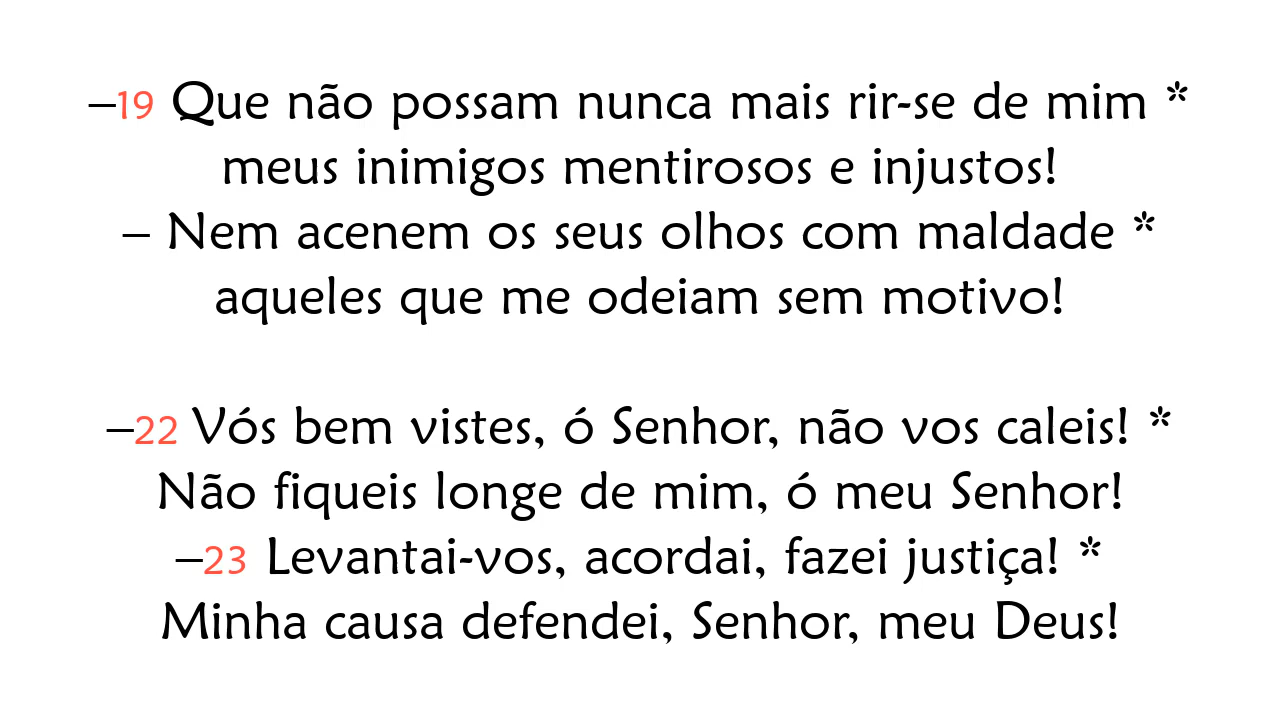 –19 Que não possam nunca mais rir-se de mim *
meus inimigos mentirosos e injustos!
– Nem acenem os seus olhos com maldade *
aqueles que me odeiam sem motivo!
–22 Vós bem vistes, ó Senhor, não vos caleis! *
Não fiqueis longe de mim, ó meu Senhor!
–23 Levantai-vos, acordai, fazei justiça! *
Minha causa defendei, Senhor, meu Deus!